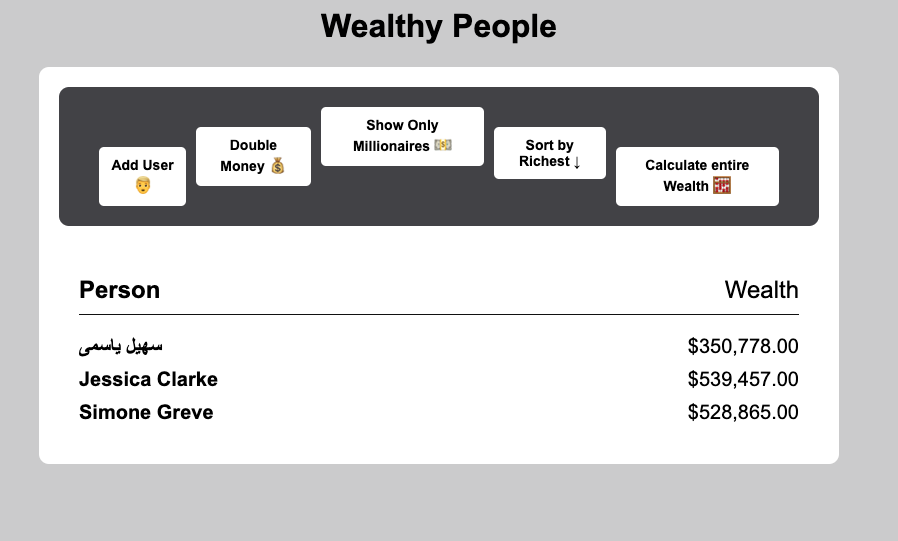 Wealthy People
Add User
👨
Double
Money 💰
Show Only
Millionaires 💵
Sort by
Richest ↓
Calculate entire
Wealth 🧮
Person Wealth
سهیل یاسمی $350,778.00
Jessica Clarke $539,457.00
Simone Greve $528,865.00